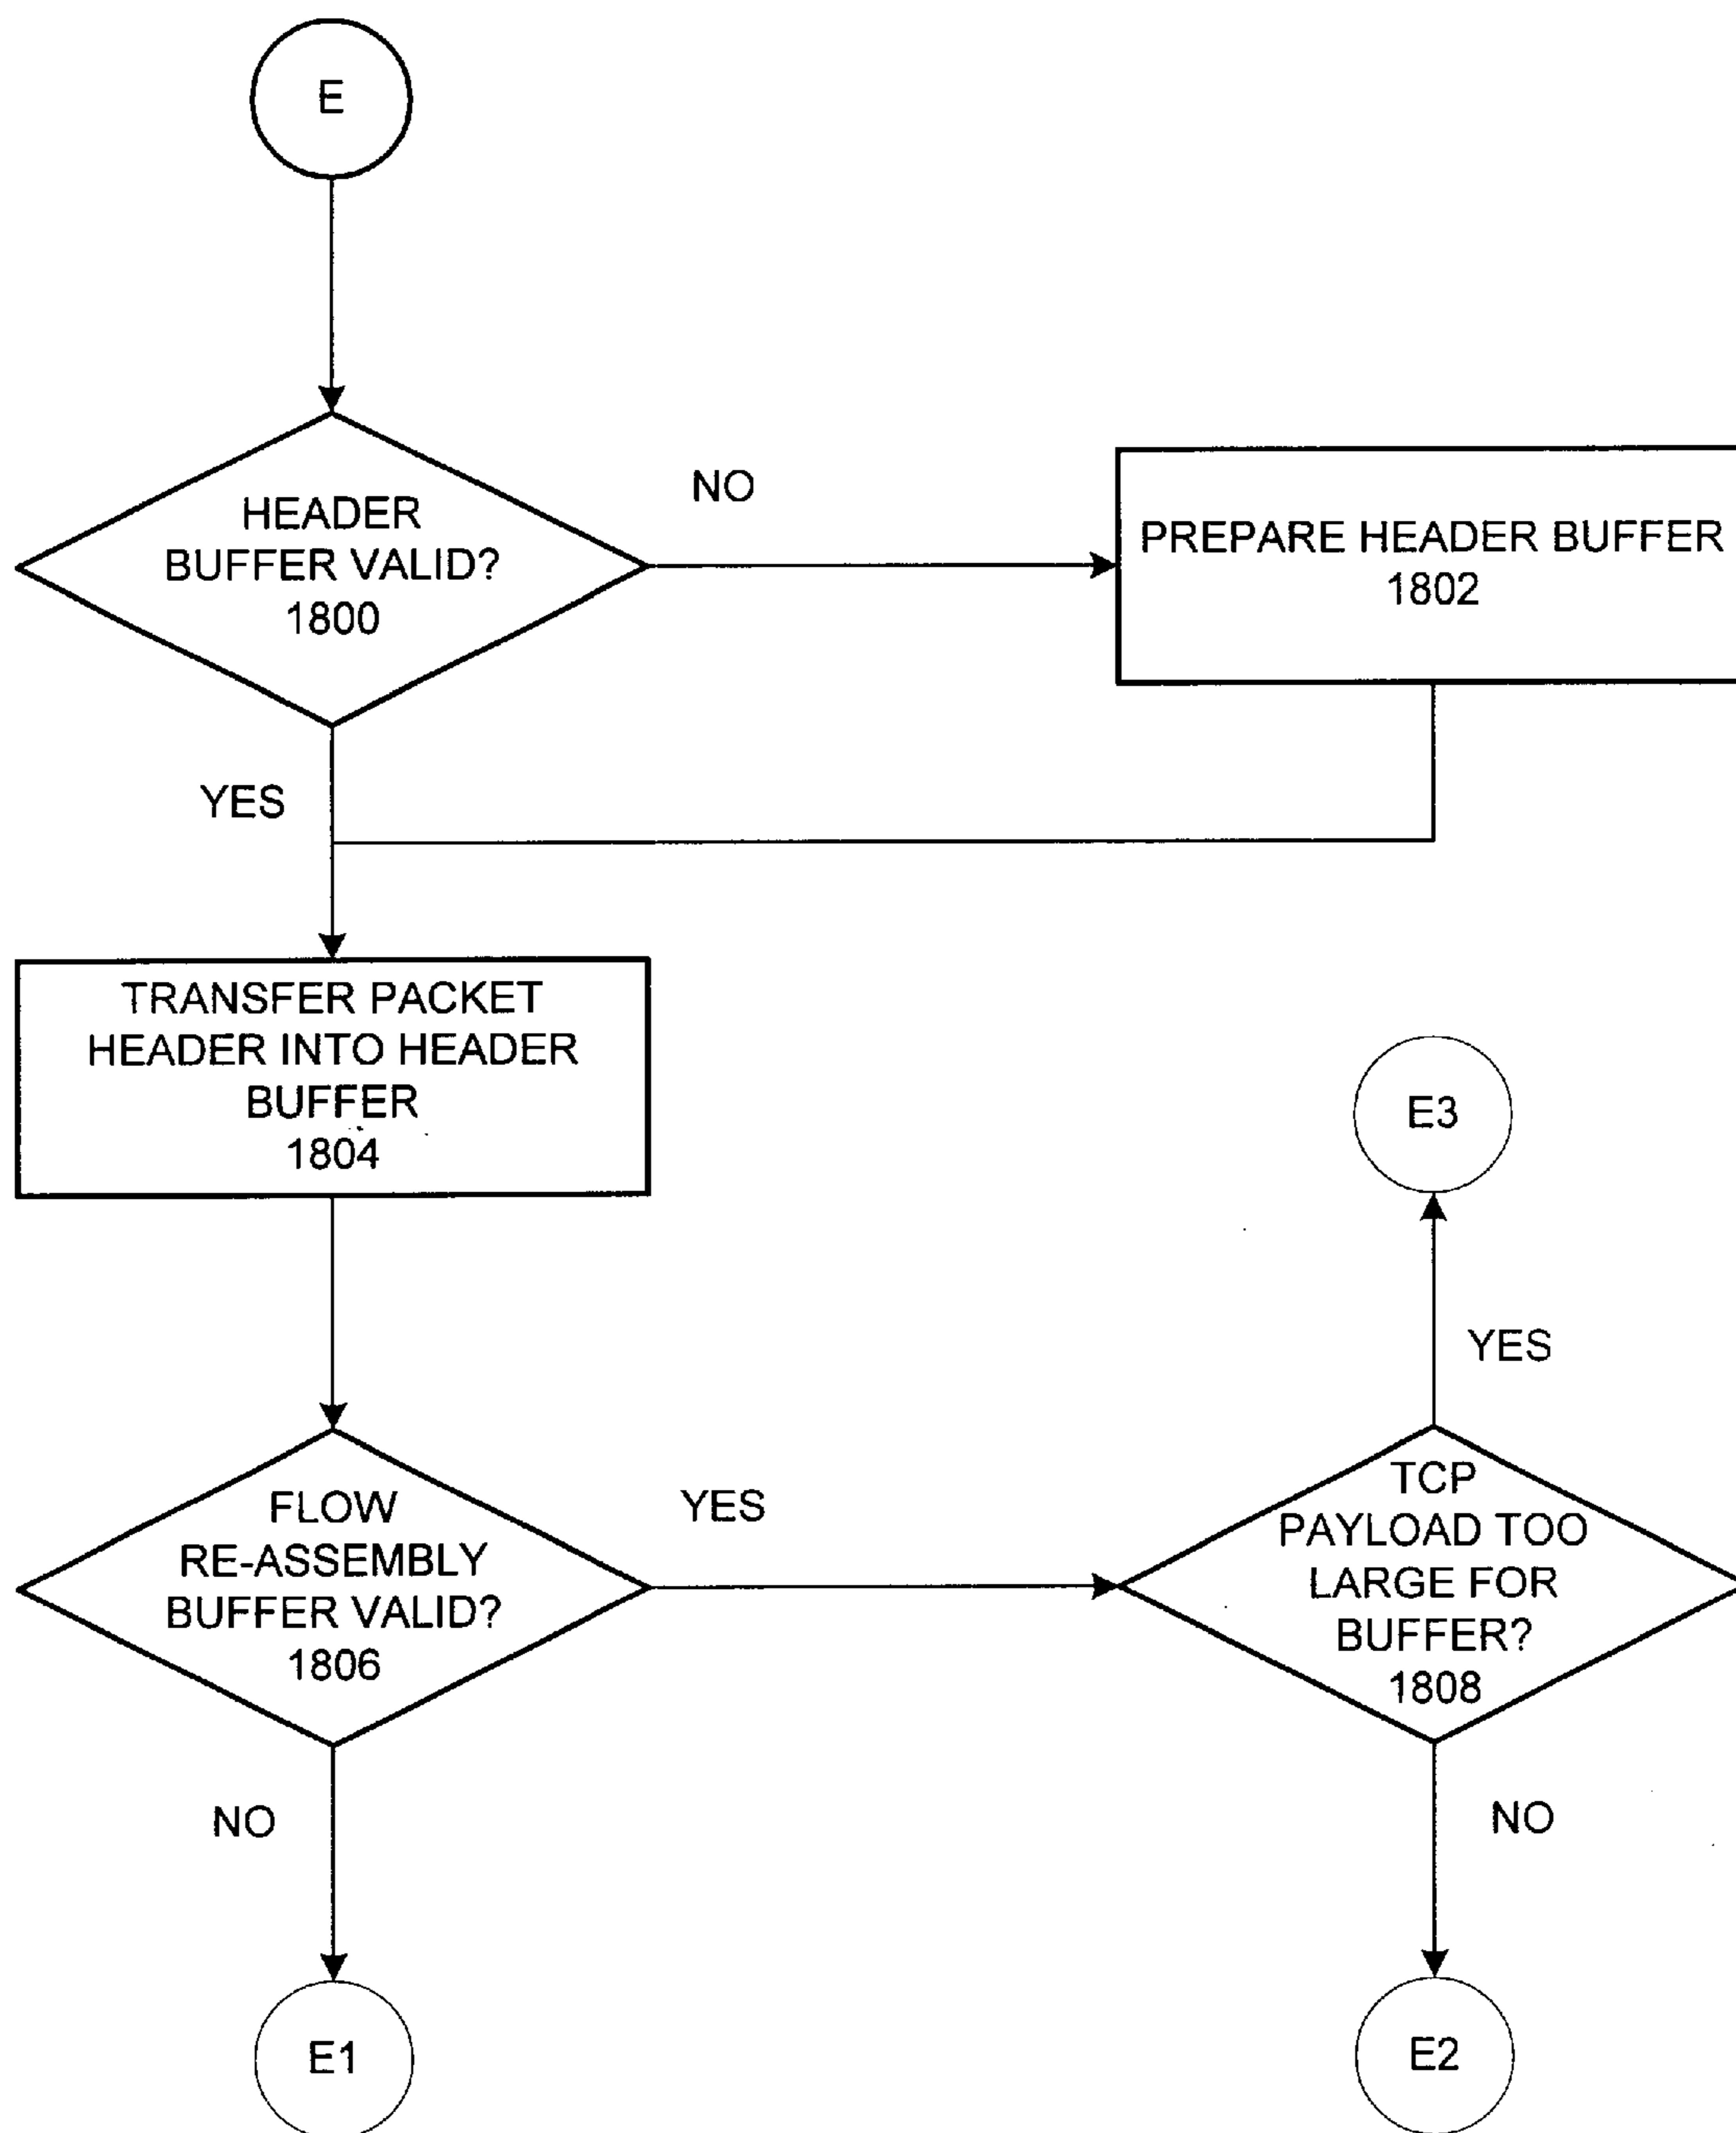 E
HEADER
BUFFER VALID?
1800
NO
PREPARE HEADER BUFFER
1802
YES
TRANSFER PACKET
HEADER INTO HEADER
BUFFER
1804
E3
YES
FLOW
RE-ASSEMBLY
BUFFER VALID?
1806
YES
TCP
PAYLOAD TOO
LARGE FOR
BUFFER?
1808
NO
NO
E1
E2